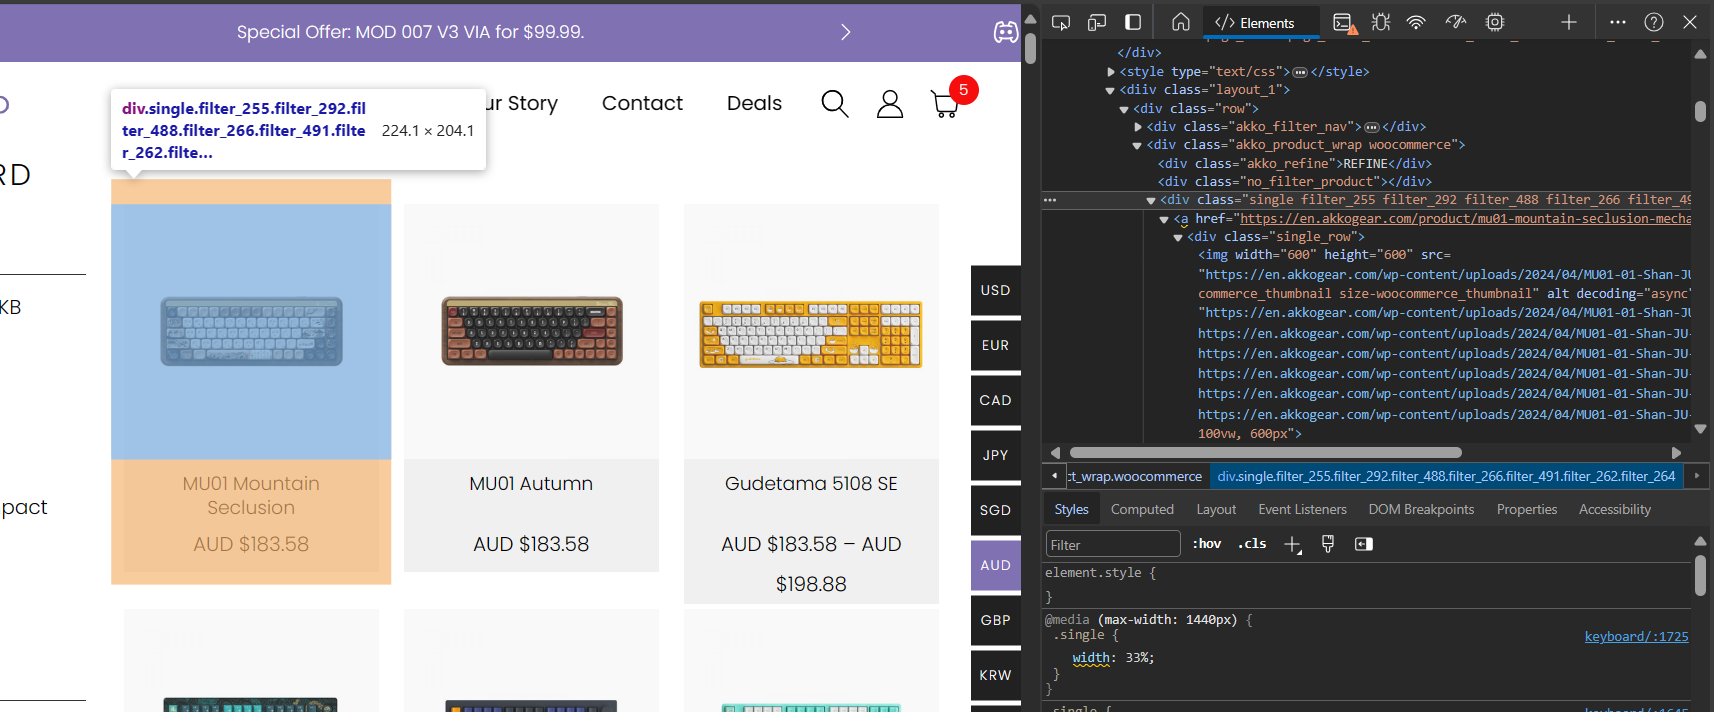 Special Offer: MOD 007 V3 VIA for $99.99.
ur Story
Contact
Deals
5
div.single.filter_255.filter_292.fil
ter_488.filter_266.filter_491.filte
r_262.filte...
224.1 × 204.1
RD
KB
pact
MU01 Mountain
Seclusion
AUD $183.58
MU01 Autumn
AUD $183.58
Gudetama 5108 SE
AUD $183.58 – AUD
$198.88
USD
EUR
CAD
JPY
SGD
AUD
GBP
KRW
Elements
</div>
<style type="text/css"> ••• </style>
<diiv class="layout_1">
<div class="row">
<div class="akko_filter_nav"> ••• </div>
<div class="akko_product_wrap woocommerce">
<div class="akko_refine">REFINE</div>
<div class="no_filter_product"></div>
<div class="single filter_255 filter_292 filter_488 filter_266 filter_49
<a href="https://en.akkogear.com/product/mu01-mountain-seclusion-mecha
<div class="single_row">
<img width="600" height="600" src=
"https://en.akkogear.com/wp-content/uploads/2024/04/MU01-01-Shan-JU-
commerce_thumbnail size-woocommerce_thumbnail" alt decoding="async"
"https://en.akkogear.com/wp-content/uploads/2024/04/MU01-01-Shan-JU-
https://en.akkogear.com/wp-content/uploads/2024/04/MU01-01-Shan-JU-
https://en.akkogear.com/wp-content/uploads/2024/04/MU01-01-Shan-JU-
https://en.akkogear.com/wp-content/uploads/2024/04/MU01-01-Shan-JU-
https://en.akkogear.com/wp-content/uploads/2024/04/MU01-01-Shan-JU-
https://en.akkogear.com/wp-content/uploads/2024/04/MU01-01-Shan-JU-
100vw, 600px">
ct_wrap.woocommerce
div.single.filter_255.filter_292.filter_488.filter_266.filter_491.filter_262.filter_264
Styles
Computed
Layout
Event Listeners
DOM Breakpoints
Properties
Accessibility
Filter
:hov
.cls
element.style {
}
@media (max-width: 1440px) {
.single {
keyboard/:1725
width: 33%;
}
}
.single {
keyboard/:1645